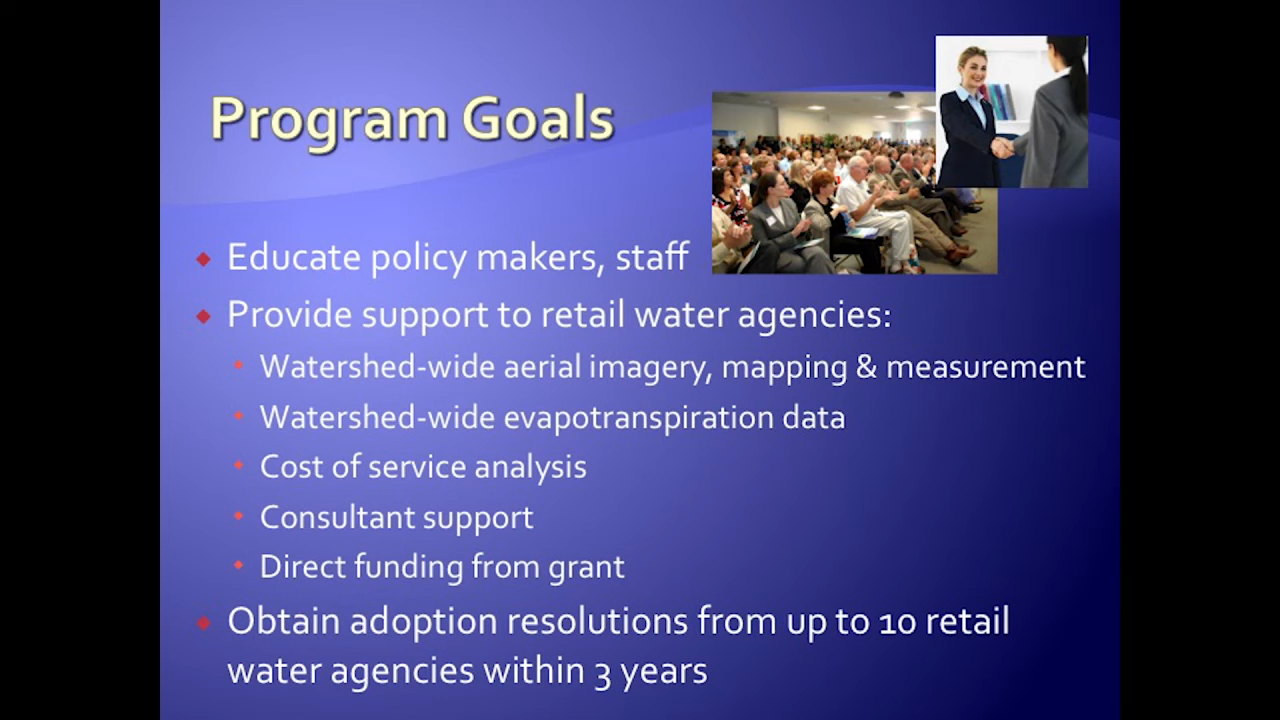 Program Goals
Educate policy makers, staff
Provide support to retail water agencies:
Watershed-wide aerial imagery, mapping & measurement
Watershed-wide evapotranspiration data
Cost of service analysis
Consultant support
Direct funding from grant
Obtain adoption resolutions from up to 10 retail
water agencies within 3 years